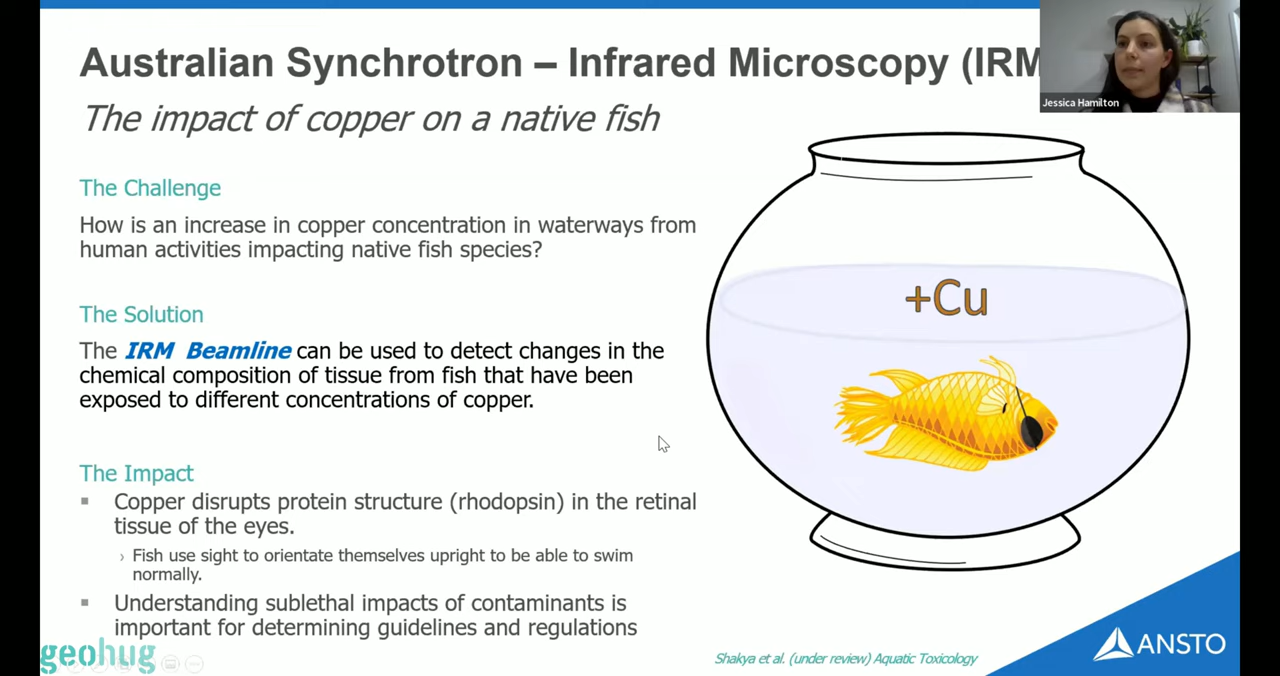 Australian Synchrotron – Infrared Microscopy (IRM
Jessica Hamilton
The impact of copper on a native fish
The Challenge
How is an increase in copper concentration in waterways from
human activities impacting native fish species?
+Cu
The Solution
The IRM Beamline can be used to detect changes in the
chemical composition of tissue from fish that have been
exposed to different concentrations of copper.
The Impact
Copper disrupts protein structure (rhodopsin) in the retinal
tissue of the eyes.
Fish use sight to orientate themselves upright to be able to swim
normally.
Understanding sublethal impacts of contaminants is
important for determining guidelines and regulations
geohug
Shakya et al. (under review) Aquatic Toxicology
ANSTO